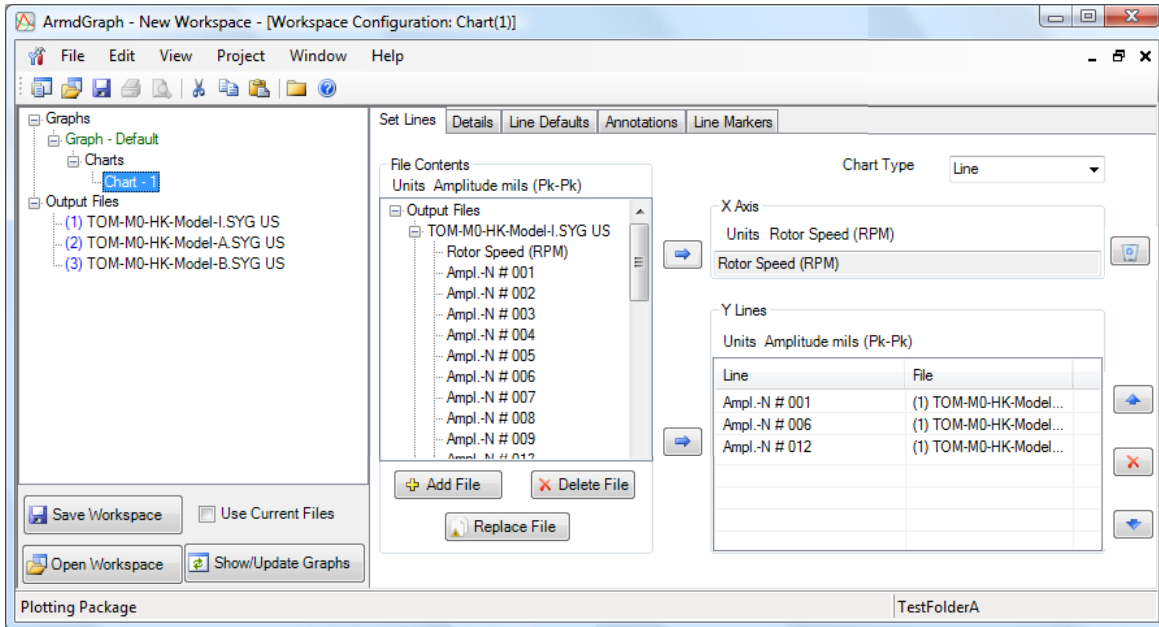 ArmdGraph - New Workspace - [Workspace Configuration: Chart(1)]
File Edit View Project Window Help
Graphs
Graph - Default
Charts
Chart - 1
Output Files
(1) TOM-M0-HK-Model-I.SYG US
(2) TOM-M0-HK-Model-A.SYG US
(3) TOM-M0-HK-Model-B.SYG US
Save Workspace
Use Current Files
Open Workspace
Show/Update Graphs
Set Lines Details Line Defaults Annotations Line Markers
File Contents
Units Amplitude mils (Pk-Pk)
Output Files
TOM-M0-HK-Model-I.SYG US
Rotor Speed (RPM)
Ampl.-N # 001
Ampl.-N # 002
Ampl.-N # 003
Ampl.-N # 004
Ampl.-N # 005
Ampl.-N # 006
Ampl.-N # 007
Ampl.-N # 008
Ampl.-N # 009
Ampl.-N # 012
Add File
Delete File
Replace File
Chart Type Line
X Axis
Units Rotor Speed (RPM)
Rotor Speed (RPM)
Y Lines
Units Amplitude mils (Pk-Pk)
Line File
Ampl.-N # 001 (1) TOM-M0-HK-Model...
Ampl.-N # 006 (1) TOM-M0-HK-Model...
Ampl.-N # 012 (1) TOM-M0-HK-Model...
Plotting Package
TestFolderA